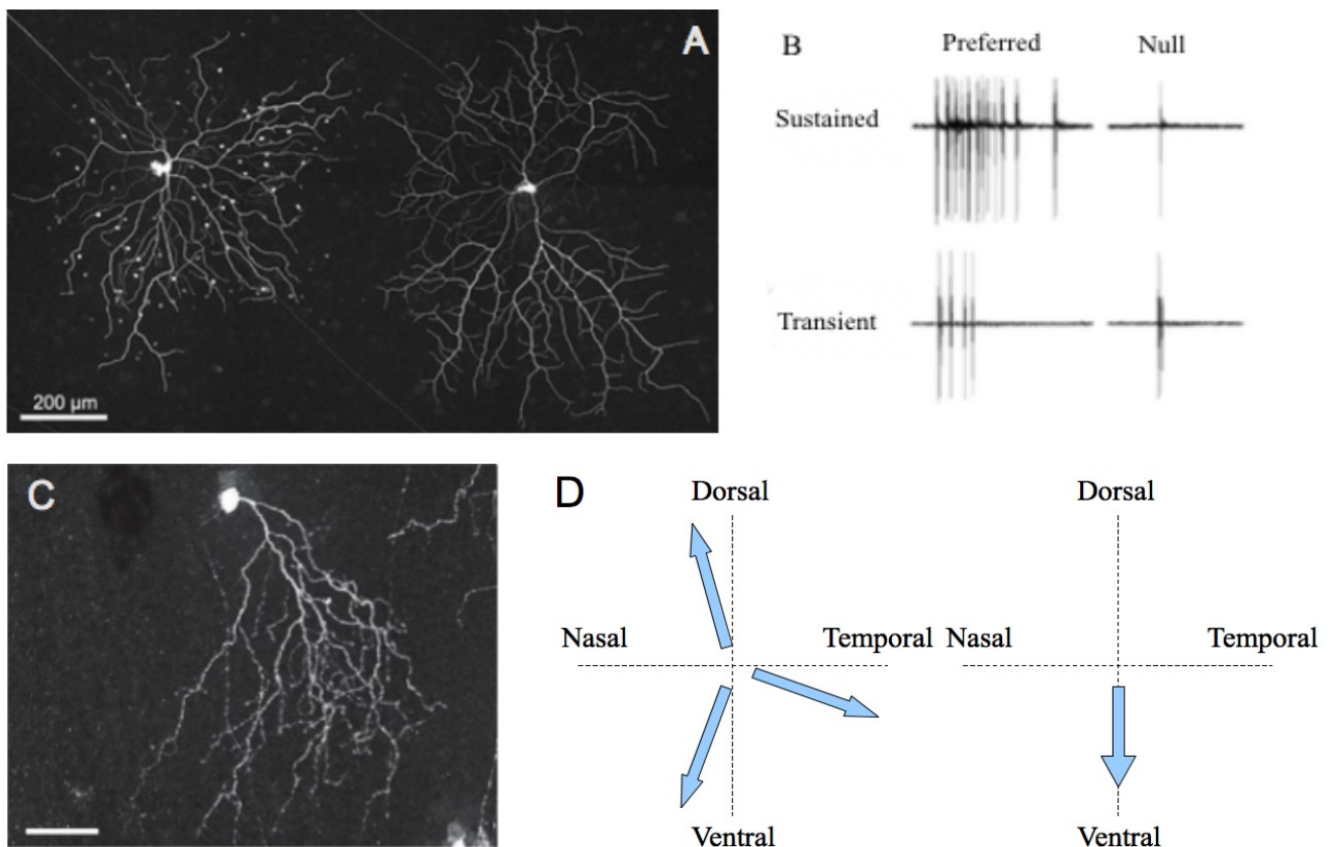 A
200 µm
B
Preferred Null
Sustained
Transient
C
D
Dorsal
Nasal Temporal
Ventral
Dorsal
Nasal Temporal
Ventral